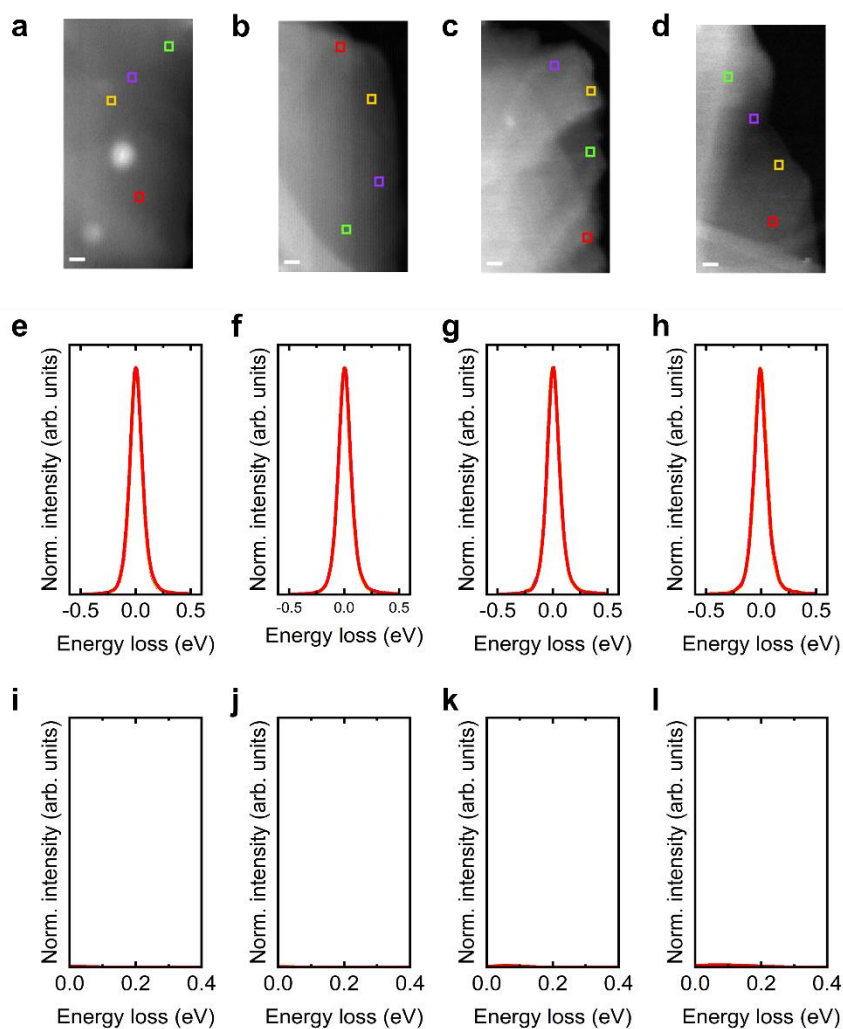 a b c d
e f g h
Norm. intensity (arb. units) Norm. intensity (arb. units) Norm. intensity (arb. units) Norm. intensity (arb. units)
-0.5 0.0 0.5 -0.5 0.0 0.5 -0.5 0.0 0.5 -0.5 0.0 0.5
Energy loss (eV) Energy loss (eV) Energy loss (eV) Energy loss (eV)
i j k l
Norm. intensity (arb. units) Norm. intensity (arb. units) Norm. intensity (arb. units) Norm. intensity (arb. units)
0.0 0.2 0.4 0.0 0.2 0.4 0.0 0.2 0.4 0.0 0.2 0.4
Energy loss (eV) Energy loss (eV) Energy loss (eV) Energy loss (eV)